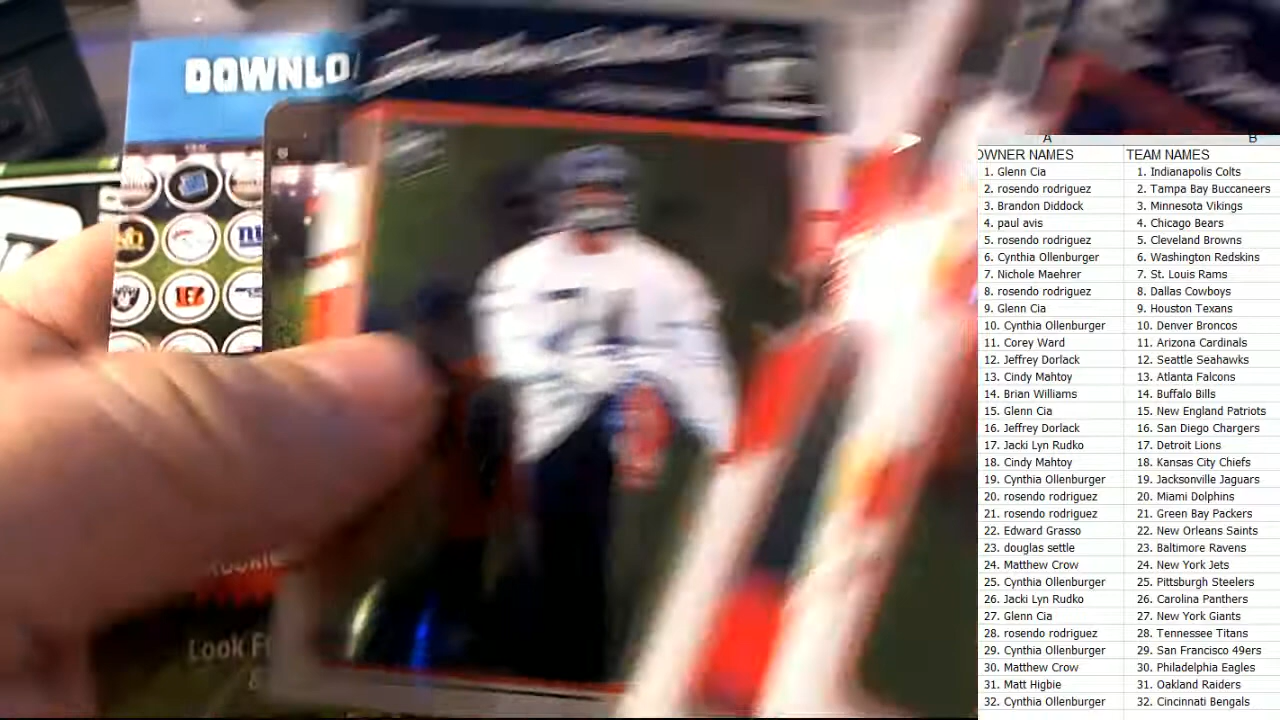 DOWNLO
A B
OWNER NAMES TEAM NAMES
1. Glenn Cia 1. Indianapolis Colts
2. rosendo rodriguez 2. Tampa Bay Buccaneers
3. Brandon Diddock 3. Minnesota Vikings
4. paul avis 4. Chicago Bears
5. rosendo rodriguez 5. Cleveland Browns
6. Cynthia Ollenburger 6. Washington Redskins
7. Nichole Maehrer 7. St. Louis Rams
8. rosendo rodriguez 8. Dallas Cowboys
9. Glenn Cia 9. Houston Texans
10. Cynthia Ollenburger 10. Denver Broncos
11. Corey Ward 11. Arizona Cardinals
12. Jeffrey Dorlack 12. Seattle Seahawks
13. Cindy Mahtoy 13. Atlanta Falcons
14. Brian Williams 14. Buffalo Bills
15. Glenn Cia 15. New England Patriots
16. Jeffrey Dorlack 16. San Diego Chargers
17. Jacki Lyn Rudko 17. Detroit Lions
18. Cindy Mahtoy 18. Kansas City Chiefs
19. Cynthia Ollenburger 19. Jacksonville Jaguars
20. rosendo rodriguez 20. Miami Dolphins
21. rosendo rodriguez 21. Green Bay Packers
22. Edward Grasso 22. New Orleans Saints
23. douglas settle 23. Baltimore Ravens
24. Matthew Crow 24. New York Jets
25. Cynthia Ollenburger 25. Pittsburgh Steelers
26. Jacki Lyn Rudko 26. Carolina Panthers
27. Glenn Cia 27. New York Giants
28. rosendo rodriguez 28. Tennessee Titans
29. Cynthia Ollenburger 29. San Francisco 49ers
30. Matthew Crow 30. Philadelphia Eagles
31. Matt Higbie 31. Oakland Raiders
32. Cynthia Ollenburger 32. Cincinnati Bengals
Look F
&